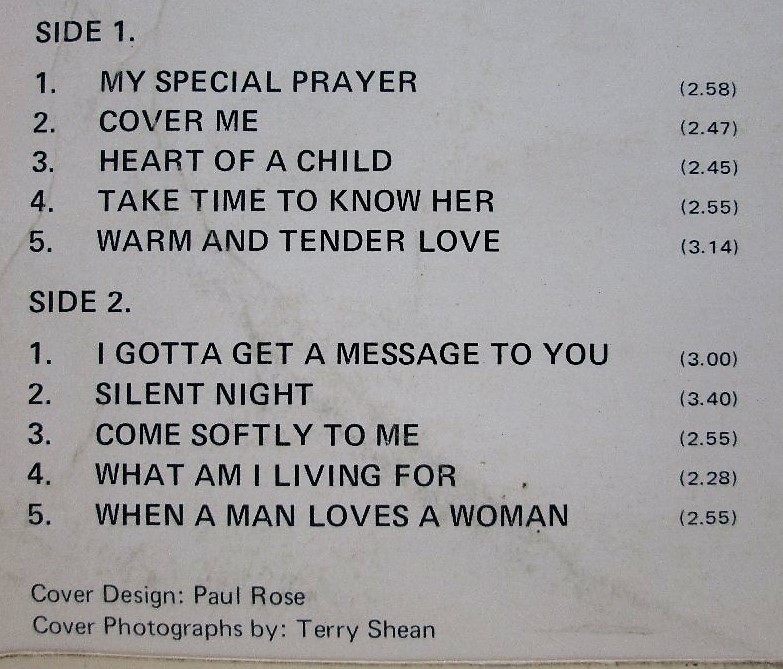 SIDE 1.
1. MY SPECIAL PRAYER (2.58)
2. COVER ME (2.47)
3. HEART OF A CHILD (2.45)
4. TAKE TIME TO KNOW HER (2.55)
5. WARM AND TENDER LOVE (3.14)
SIDE 2.
1. I GOTTA GET A MESSAGE TO YOU (3.00)
2. SILENT NIGHT (3.40)
3. COME SOFTLY TO ME (2.55)
4. WHAT AM I LIVING FOR (2.28)
5. WHEN A MAN LOVES A WOMAN (2.55)
Cover Design: Paul Rose
Cover Photographs by: Terry Shean